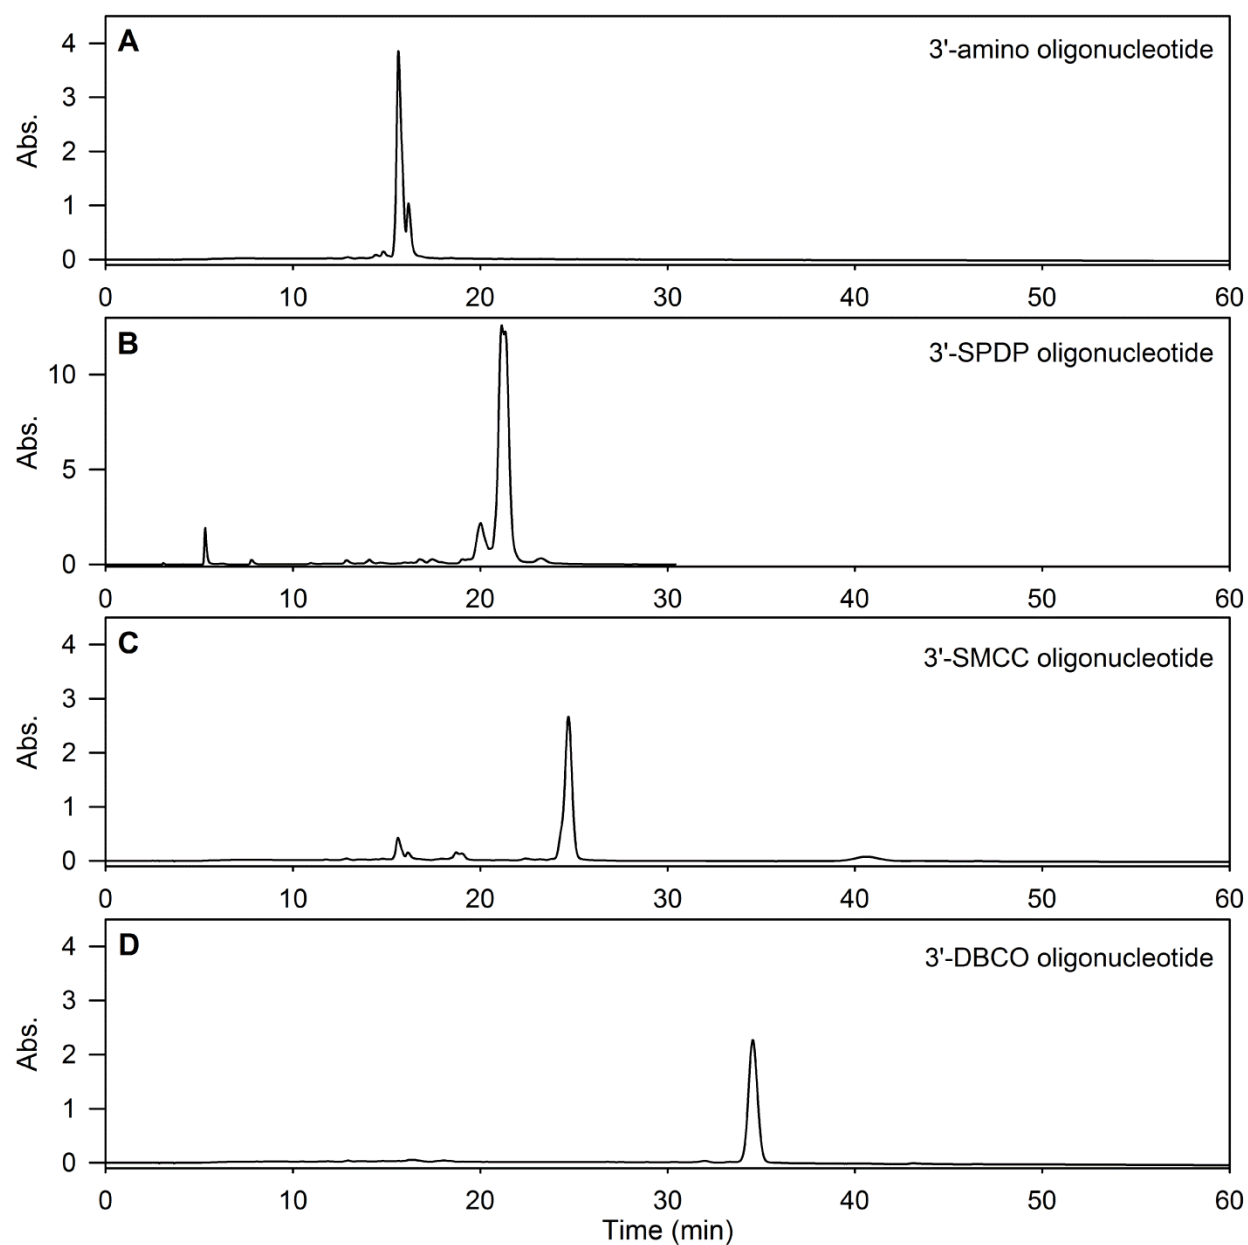 A
3'-amino oligonucleotide
4
3
2
1
0
Abs.
0 10 20 30 40 50 60
B
3'-SPDP oligonucleotide
10
5
0
Abs.
0 10 20 30 40 50 60
C
3'-SMCC oligonucleotide
4
3
2
1
0
Abs.
0 10 20 30 40 50 60
D
3'-DBCO oligonucleotide
4
3
2
1
0
Abs.
0 10 20 30 40 50 60
Time (min)